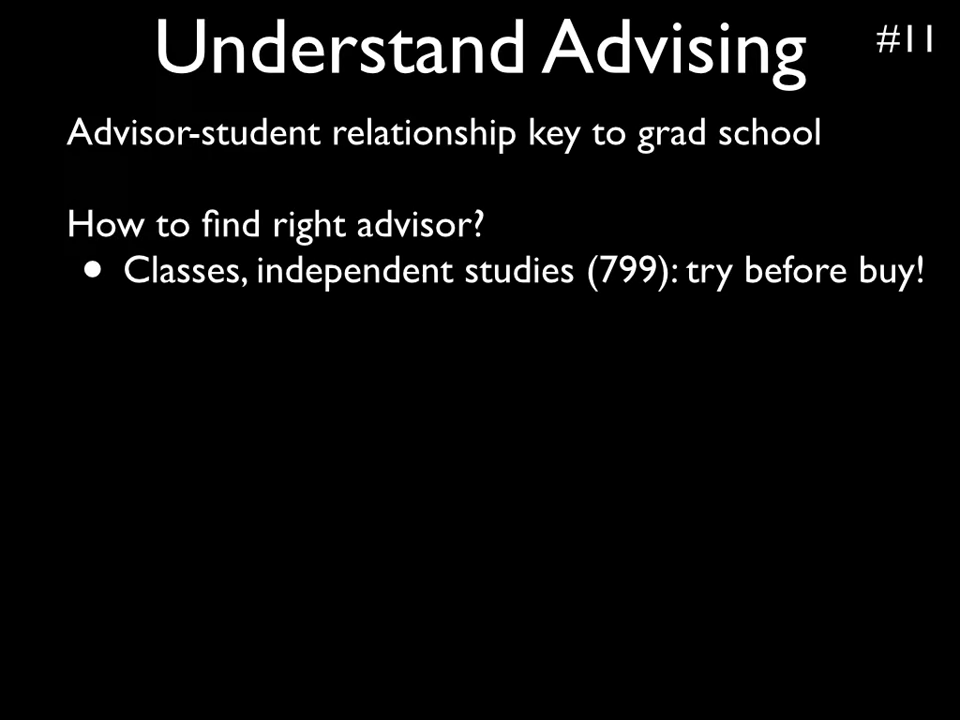 Understand Advising
#11
Advisor-student relationship key to grad school
How to find right advisor?
• Classes, independent studies (799): try before buy!